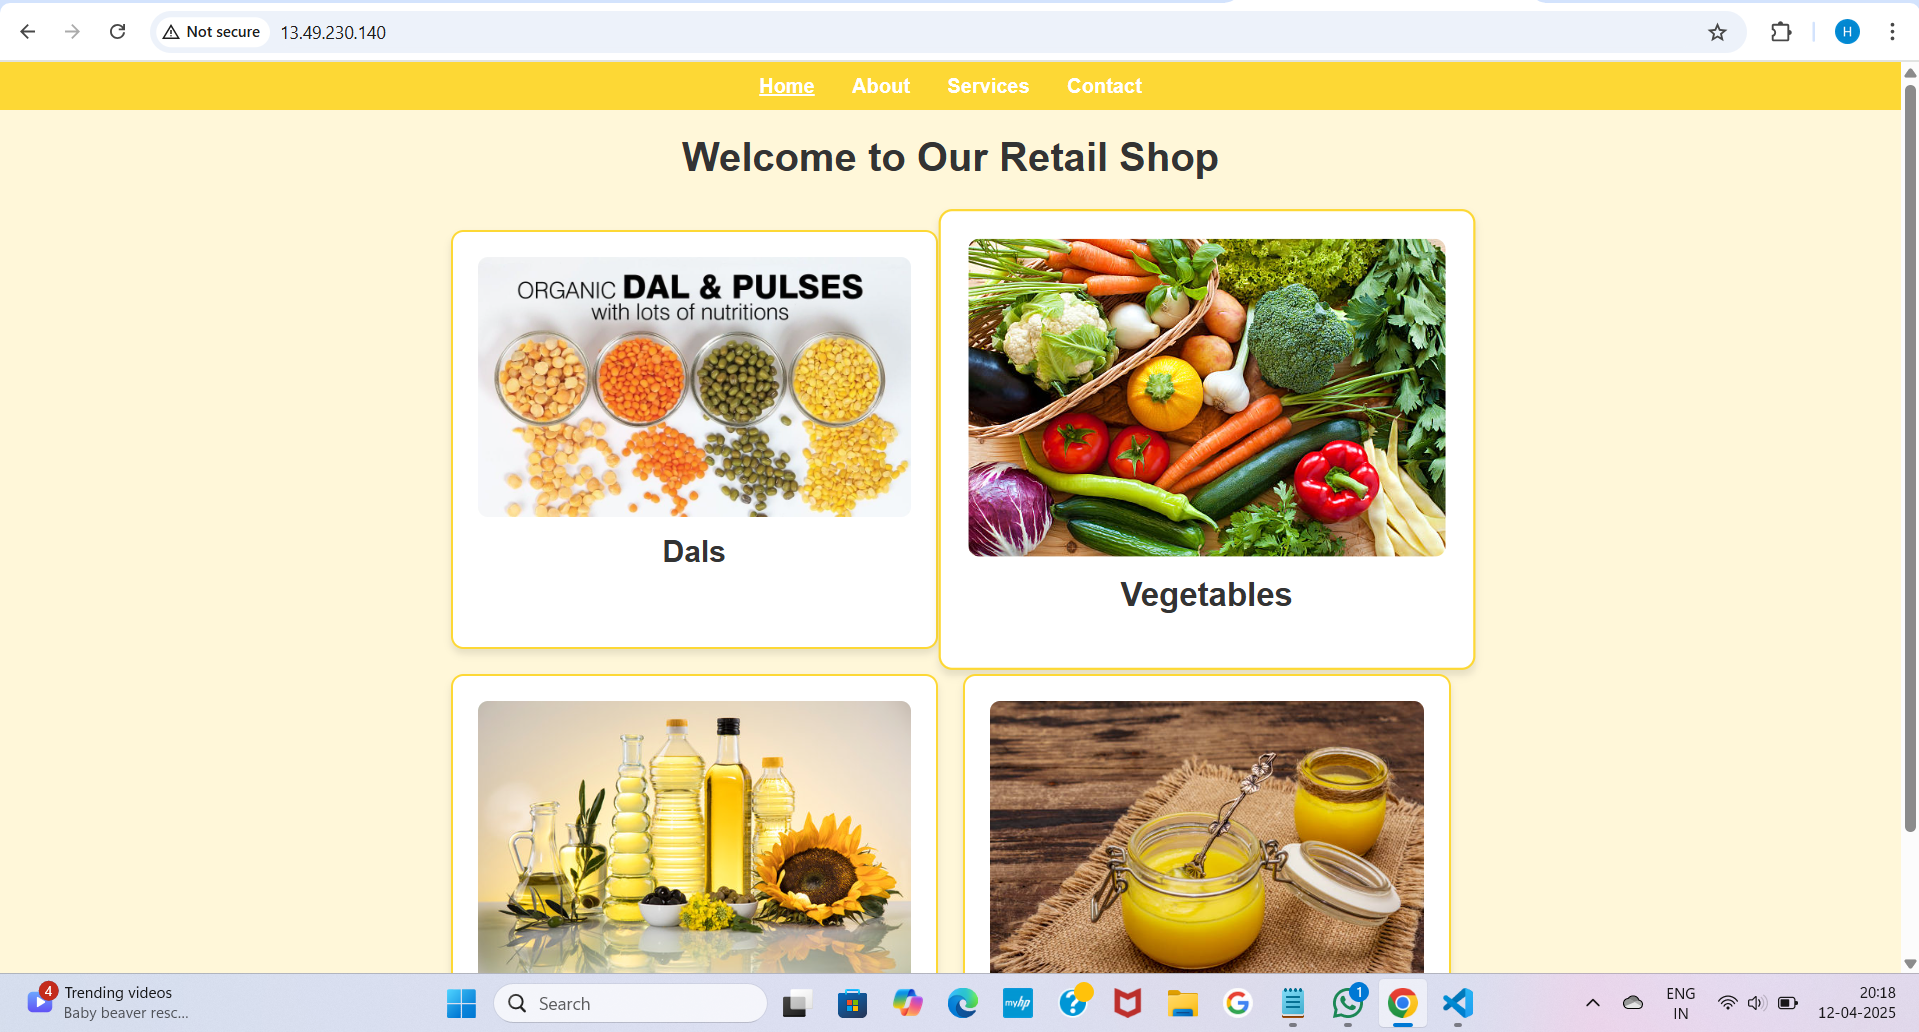 Not secure
13.49.230.140
H
Home About Services Contact
Welcome to Our Retail Shop
ORGANIC DAL & PULSES
with lots of nutritions
Dals
Vegetables
4
Trending videos
Baby beaver resc...
Search
myhp
?
G
1
ENG
IN
20:18
12-04-2025